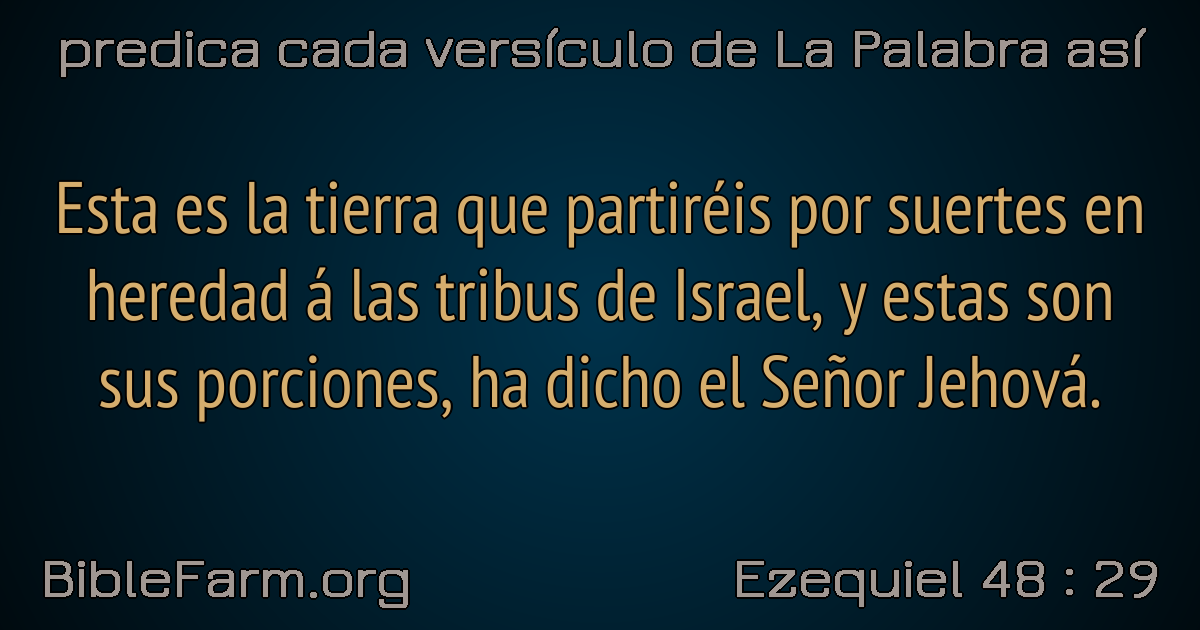 predica cada versículo de La Palabra así
Esta es la tierra que partiréis por suertes en
heredad á las tribus de Israel, y estas son
sus porciones, ha dicho el Señor Jehová.
BibleFarm.org
Ezequiel 48 : 29